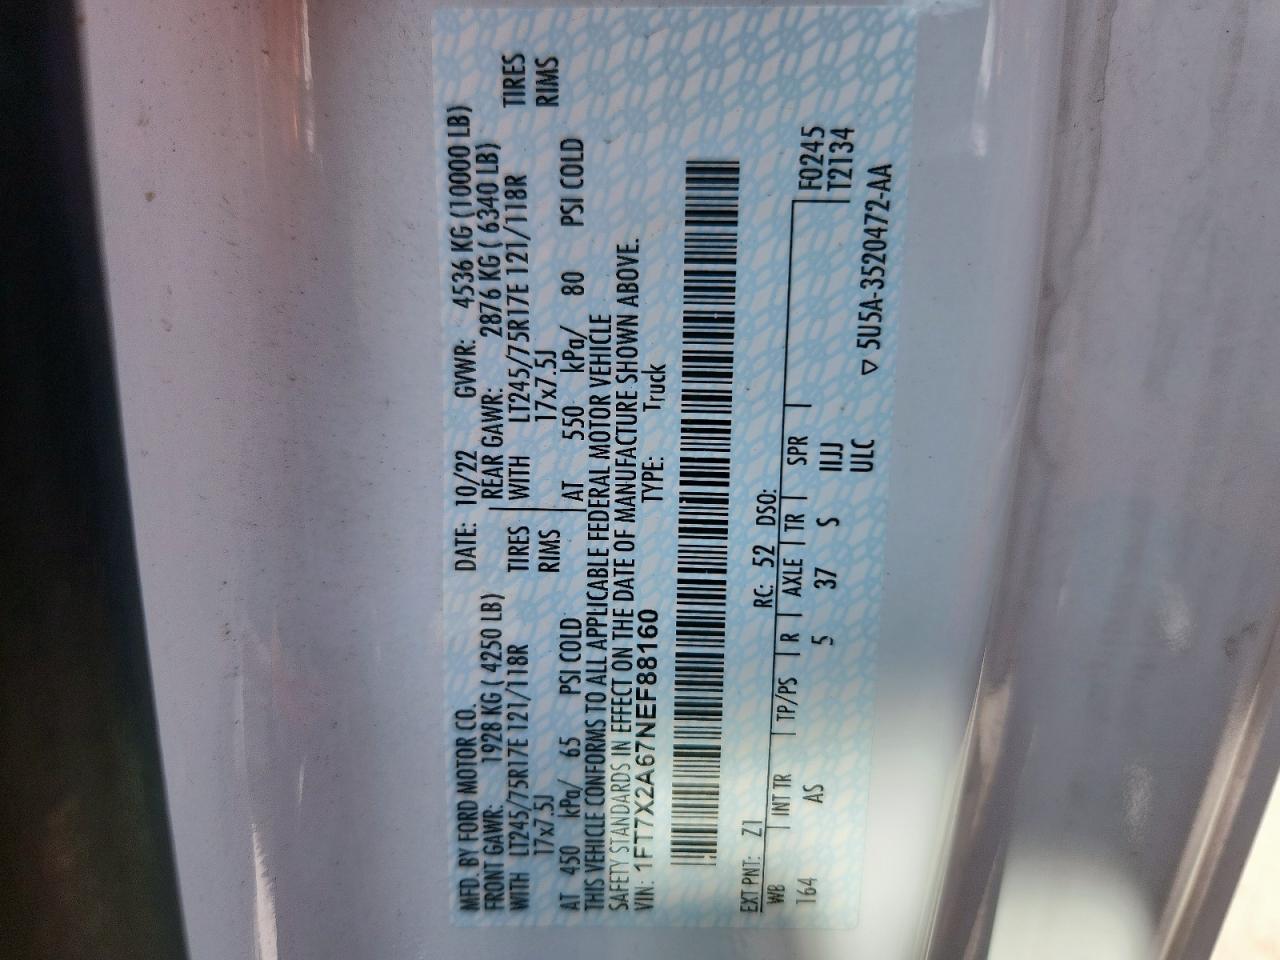 MFD. BY FORD MOTOR CO. DATE: 10/22 GVWR: 4536 KG (10000 LB)
FRONT GAWR: 1928 KG ( 4250 LB) REAR GAWR: 2876 KG ( 6340 LB)
WITH LT245/75R17E 121/118R TIRES WITH LT245/75R17E 121/118R TIRES
17x7.5J RIMS 17x7.5J RIMS
AT 450 kPa/ 65 PSI COLD AT 550 kPa/ 80 PSI COLD
THIS VEHICLE CONFORMS TO ALL APPLICABLE FEDERAL MOTOR VEHICLE
SAFETY STANDARDS IN EFFECT ON THE DATE OF MANUFACTURE SHOWN ABOVE.
VIN: 1FT7X2A67NEF88160 TYPE: Truck
EXT PNT: Z1 RC: 52 DSO:
WB INT TR TP/PS R AXLE TR SPR F0245
164 AS 5 37 S IIJJ T2134
ULC ▽ 5U5A-3520472-AA